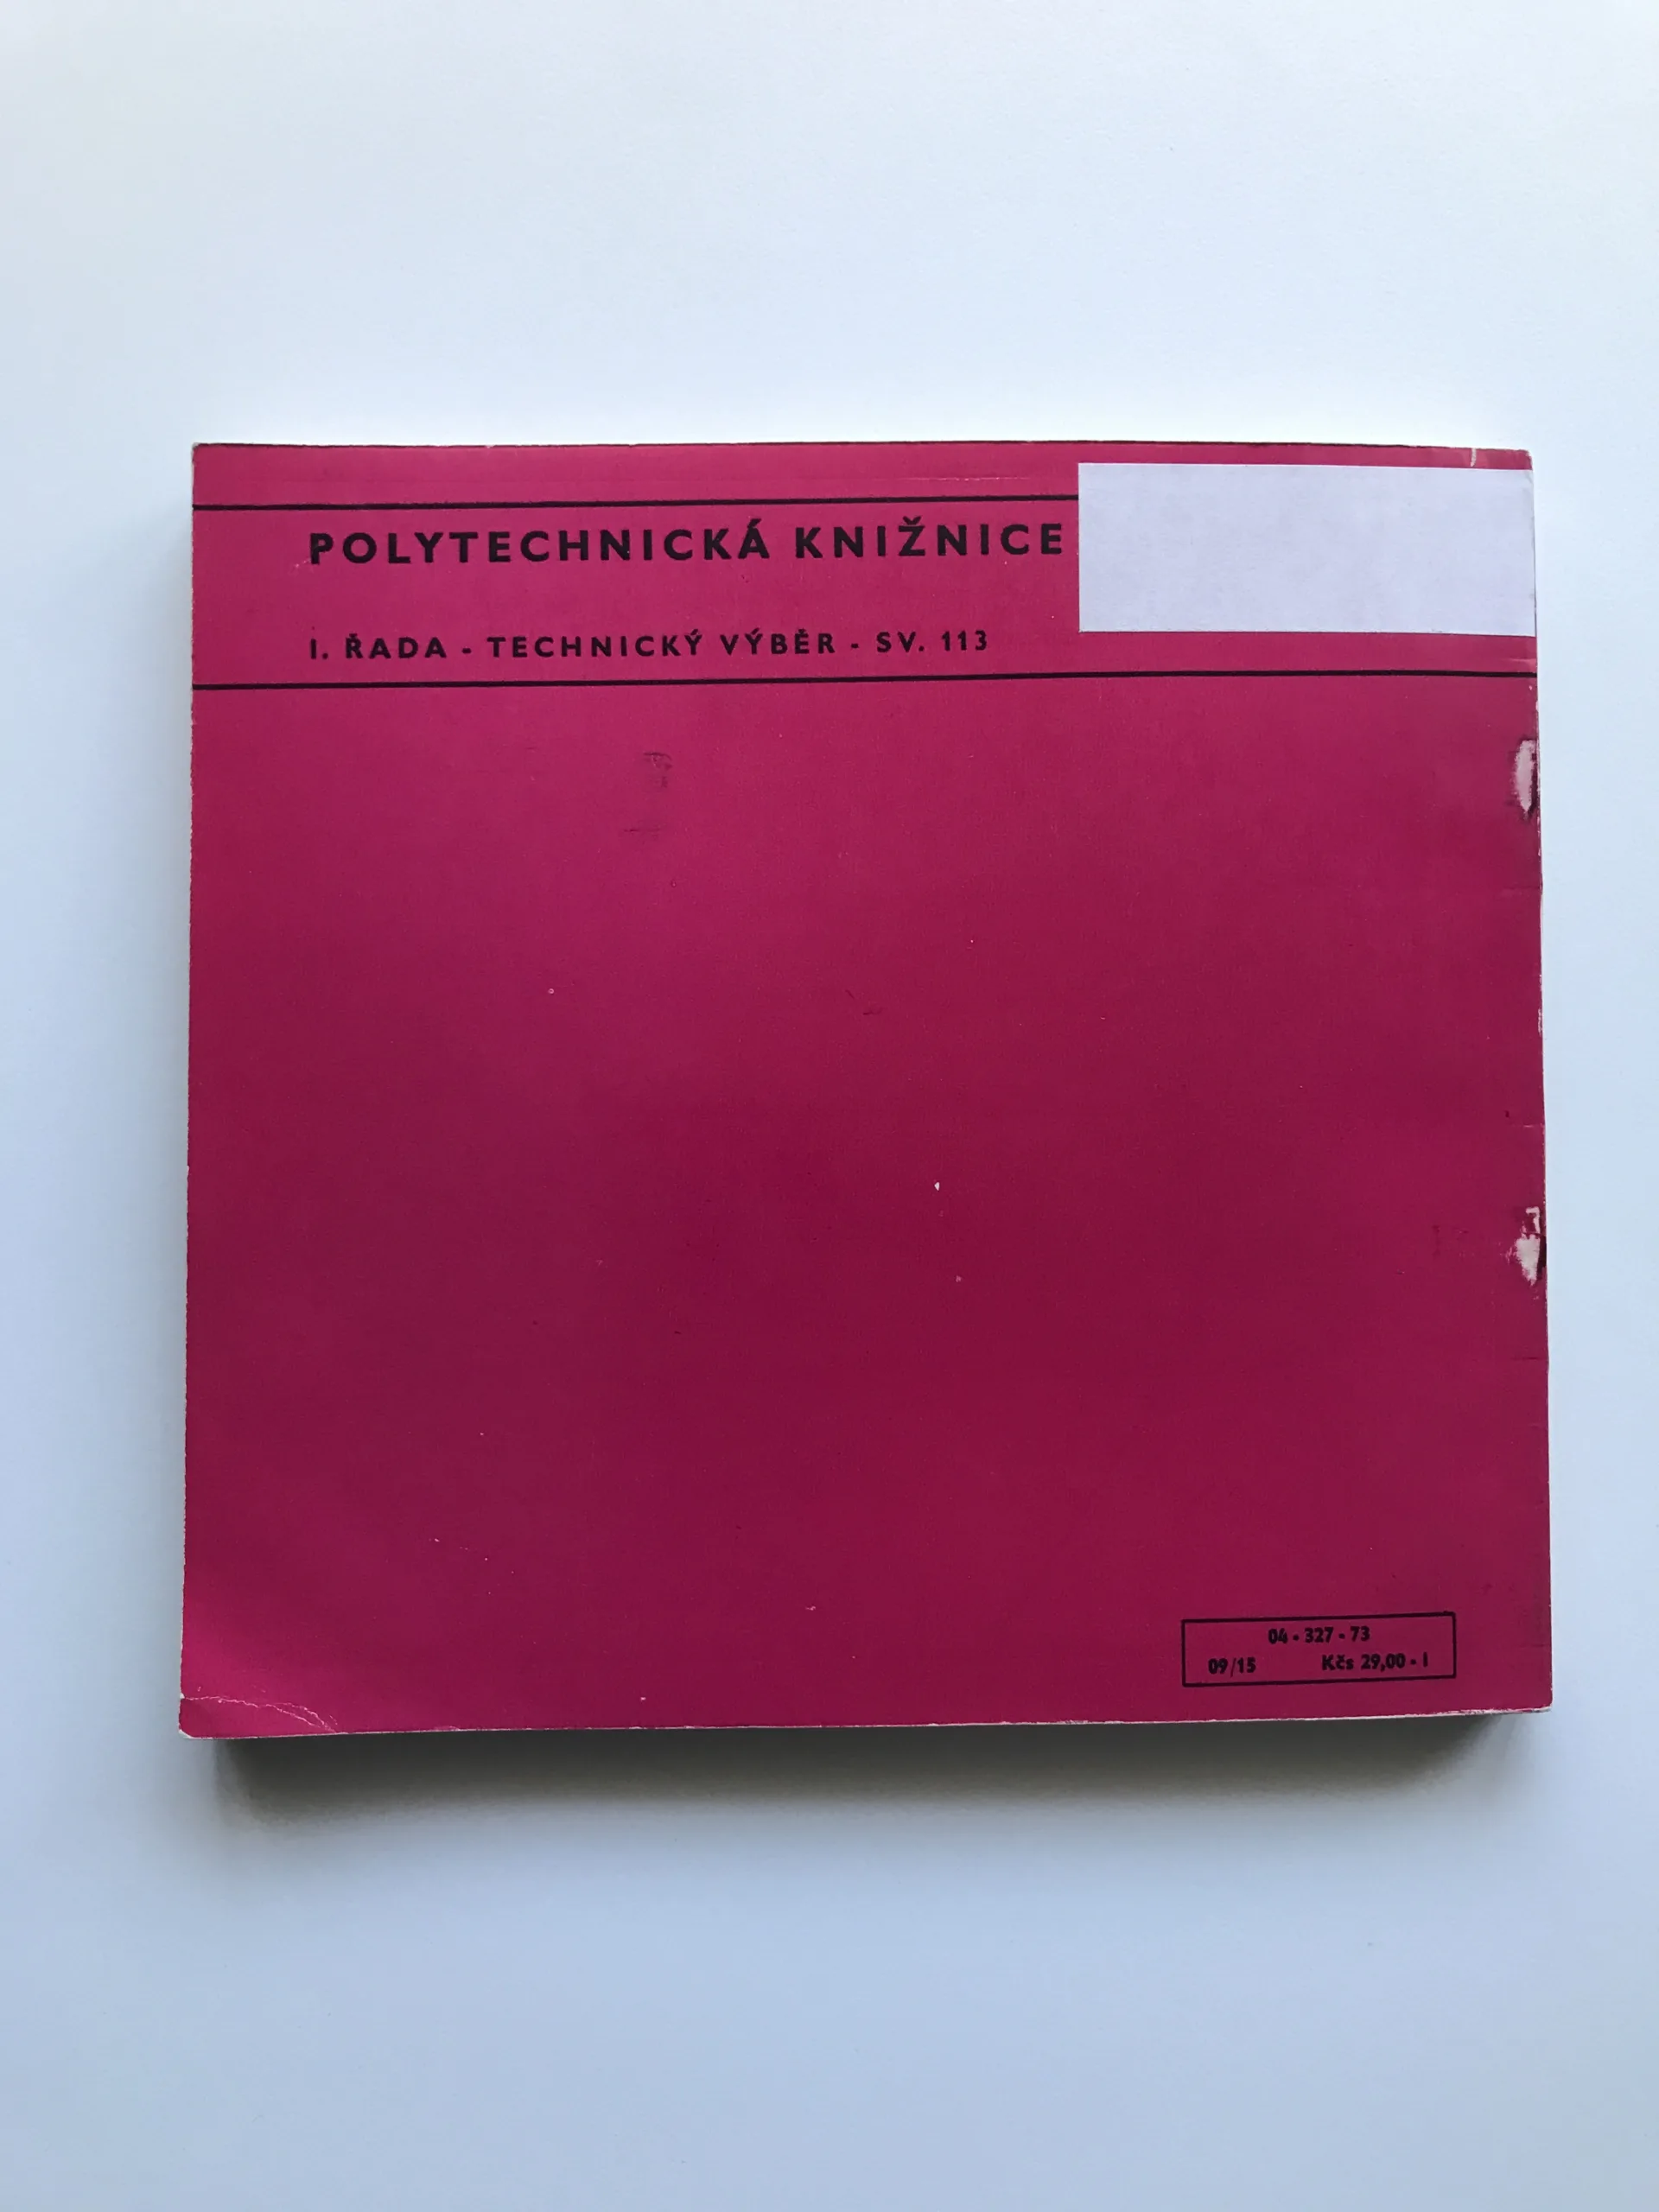 POLYTECHNICKÁ KNIŽNICE
I. ŘADA - TECHNICKÝ VÝBĚR - SV. 113
04 - 327 - 73
09/15 Kčs 29,00 - I